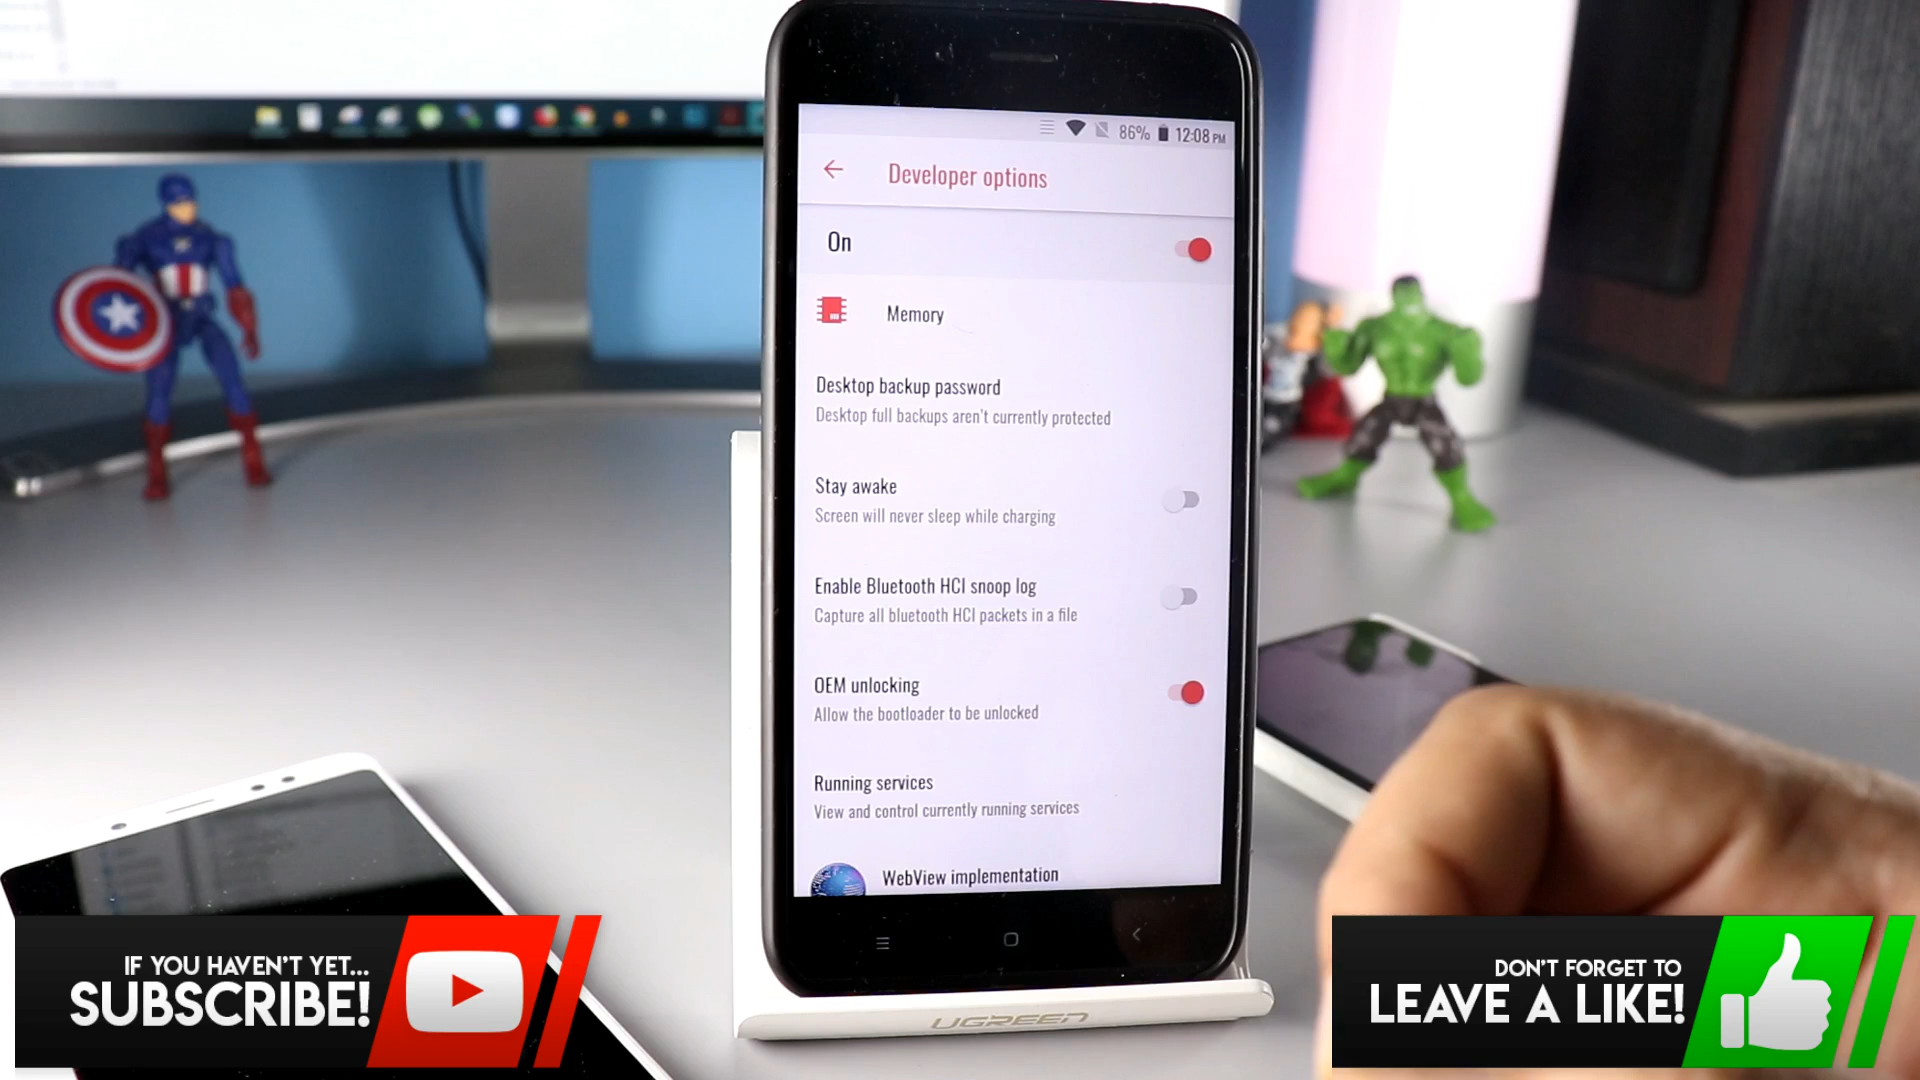 86% 12:08 PM
Developer options
On
Memory
Desktop backup password
Desktop full backups aren't currently protected
Stay awake
Screen will never sleep while charging
Enable Bluetooth HCI snoop log
Capture all bluetooth HCI packets in a file
OEM unlocking
Allow the bootloader to be unlocked
Running services
View and control currently running services
WebView implementation
UGREEN
IF YOU HAVEN'T YET...
SUBSCRIBE!
DON'T FORGET TO
LEAVE A LIKE!